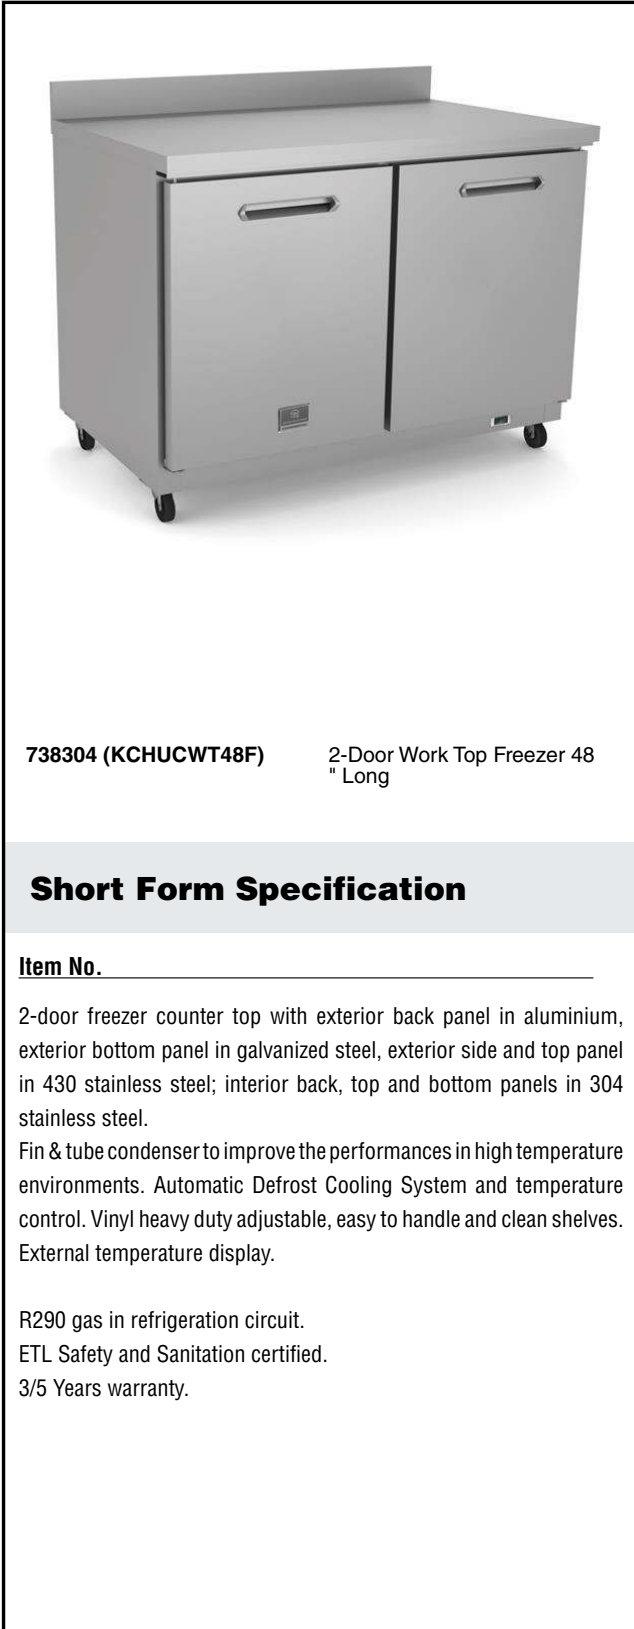 738304 (KCHUCWT48F)
2-Door Work Top Freezer 48
" Long
Short Form Specification
Item No.
2-door freezer counter top with exterior back panel in aluminium,
exterior bottom panel in galvanized steel, exterior side and top panel
in 430 stainless steel; interior back, top and bottom panels in 304
stainless steel.
Fin & tube condenser to improve the performances in high temperature
environments. Automatic Defrost Cooling System and temperature
control. Vinyl heavy duty adjustable, easy to handle and clean shelves.
External temperature display.
R290 gas in refrigeration circuit.
ETL Safety and Sanitation certified.
3/5 Years warranty.